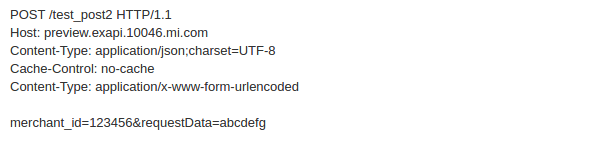 POST /test_post2 HTTP/1.1
Host: preview.exapi.10046.mi.com
Content-Type: application/json;charset=UTF-8
Cache-Control: no-cache
Content-Type: application/x-www-form-urlencoded

merchant_id=123456&requestData=abcdefg